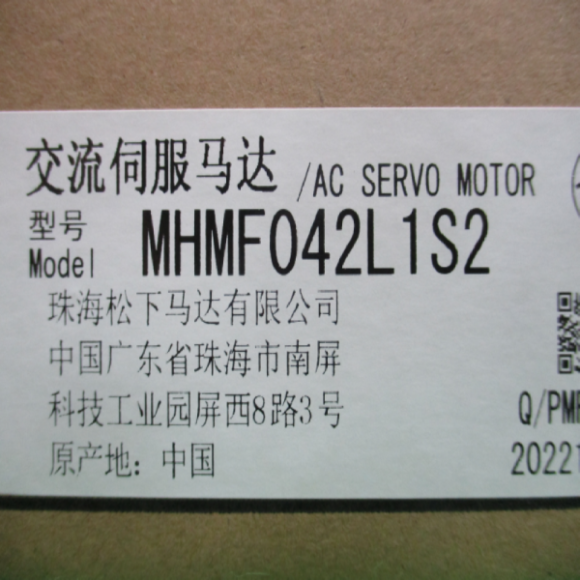 交流伺服马达 /AC SERVO MOTOR
型号
Model MHMF042L1S2
珠海松下马达有限公司
中国广东省珠海市南屏
科技工业园屏西8路3号 Q/PM
原产地：中国 20221